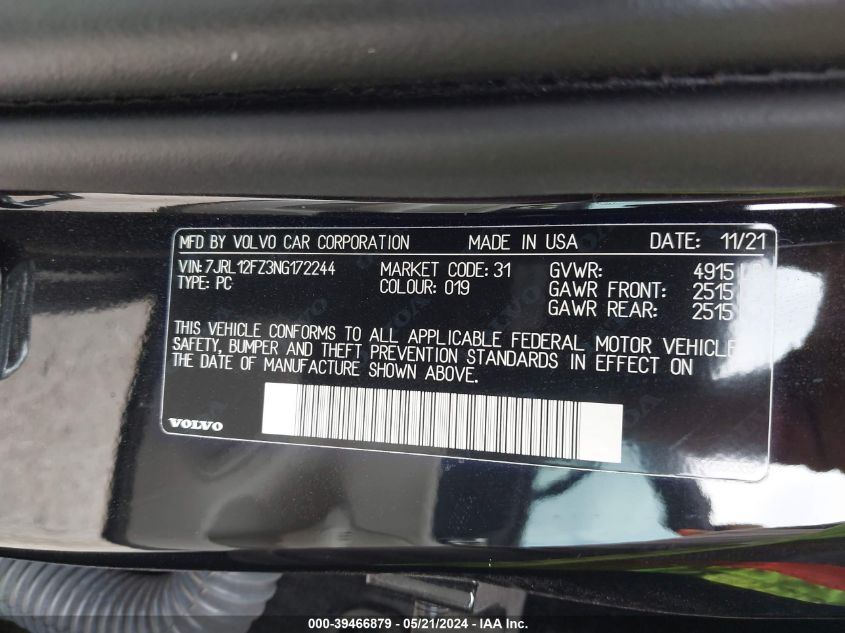 MFD BY VOLVO CAR CORPORATION MADE IN USA DATE: 11/21
VIN: 7JRL12FZ3NG172244 MARKET CODE: 31 GVWR: 4915 LB
TYPE: PC COLOUR: 019 GAWR FRONT: 2515
GAWR REAR: 2515
THIS VEHICLE CONFORMS TO ALL APPLICABLE FEDERAL MOTOR VEHICLE
SAFETY, BUMPER AND THEFT PREVENTION STANDARDS IN EFFECT ON
THE DATE OF MANUFACTURE SHOWN ABOVE.
VOLVO
000-39466879 - 05/21/2024 - IAA Inc.